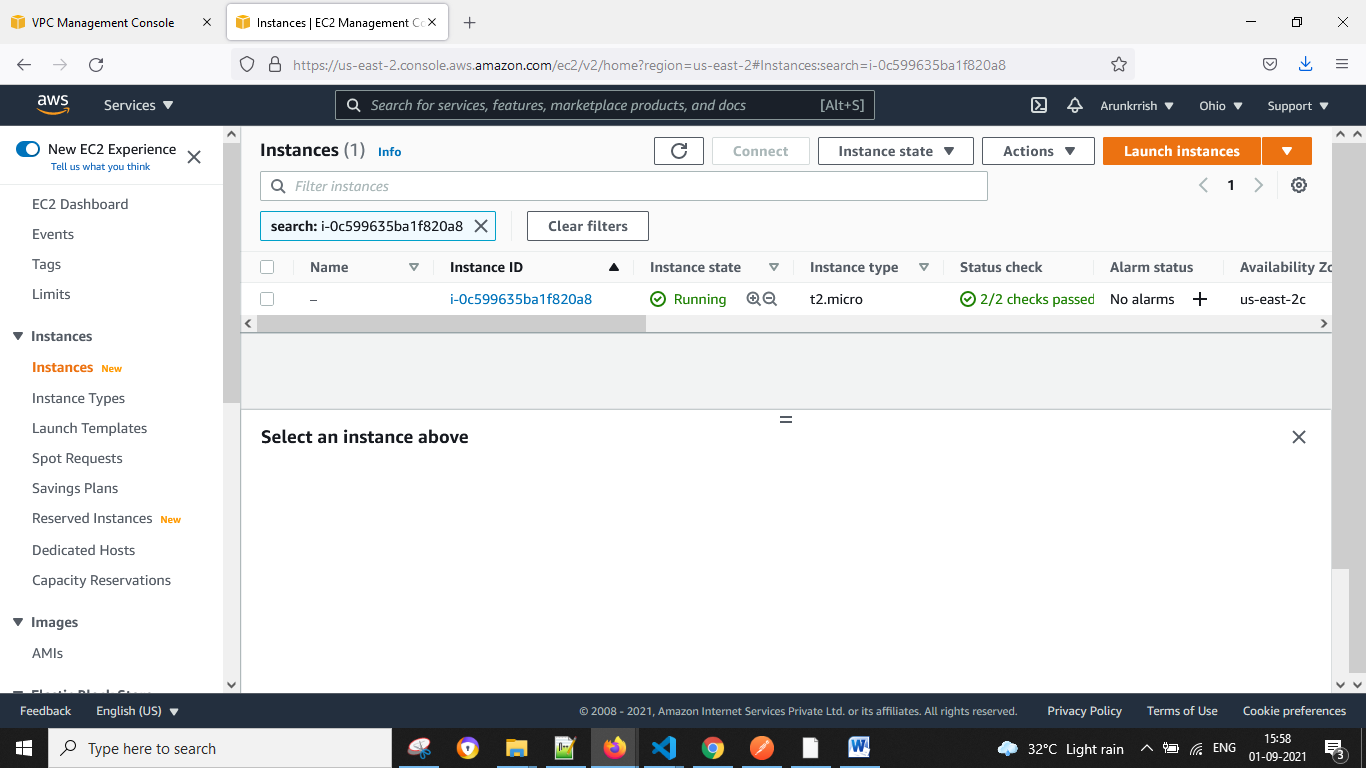 VPC Management Console
Instances | EC2 Management Co
https://us-east-2.console.aws.amazon.com/ec2/v2/home?region=us-east-2#Instances:search=i-0c599635ba1f820a8
aws
Services
Search for services, features, marketplace products, and docs [Alt+S]
Arunkrrish
Ohio
Support
New EC2 Experience
Tell us what you think
EC2 Dashboard
Events
Tags
Limits
Instances
Instances New
Instance Types
Launch Templates
Spot Requests
Savings Plans
Reserved Instances New
Dedicated Hosts
Capacity Reservations
Images
AMIs
Instances (1) Info
Connect
Instance state
Actions
Launch instances
Filter instances
1
search: i-0c599635ba1f820a8
Clear filters
Name Instance ID Instance state Instance type Status check Alarm status Availability Zo
– i-0c599635ba1f820a8 Running t2.micro 2/2 checks passed No alarms us-east-2c
Select an instance above
Feedback English (US) © 2008 - 2021, Amazon Internet Services Private Ltd. or its affiliates. All rights reserved. Privacy Policy Terms of Use Cookie preferences
Type here to search
32°C Light rain
ENG
15:58
01-09-2021
3